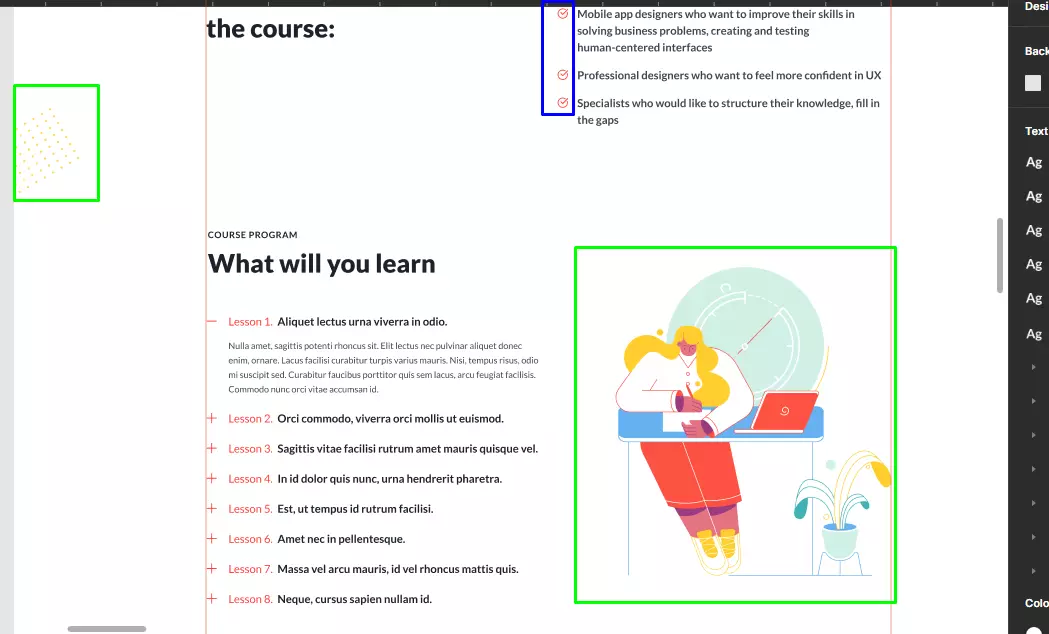 the course:
Mobile app designers who want to improve their skills in
solving business problems, creating and testing
human-centered interfaces
Professional designers who want to feel more confident in UX
Specialists who would like to structure their knowledge, fill in
the gaps
COURSE PROGRAM
What will you learn
Lesson 1. Aliquet lectus urna viverra in odio.
Nulla amet, sagittis potenti rhoncus sit. Elit lectus nec pulvinar aliquet donec
enim, ornare. Lacus facilisi curabitur turpis varius mauris. Nisi, tempus risus, odio
mi suscipit sed. Curabitur faucibus porttitor quis sem lacus, arcu feugiat facilisis.
Commodo nunc orci vitae accumsan id.
Lesson 2. Orci commodo, viverra orci mollis ut euismod.
Lesson 3. Sagittis vitae facilisi rutrum amet mauris quisque vel.
Lesson 4. In id dolor quis nunc, urna hendrerit pharetra.
Lesson 5. Est, ut tempus id rutrum facilisi.
Lesson 6. Amet nec in pellentesque.
Lesson 7. Massa vel arcu mauris, id vel rhoncus mattis quis.
Lesson 8. Neque, cursus sapien nullam id.
Desi
Back
Text
Ag
Ag
Ag
Ag
Ag
Ag
Colo